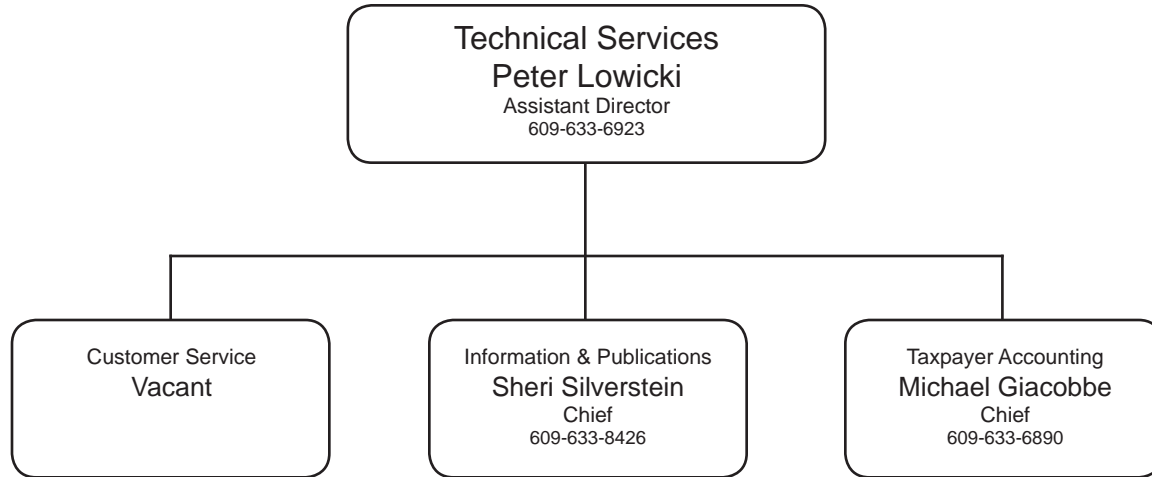 Technical Services
Peter Lowicki
Assistant Director
609-633-6923
Customer Service
Vacant
Information & Publications
Sheri Silverstein
Chief
609-633-8426
Taxpayer Accounting
Michael Giacobbe
Chief
609-633-6890